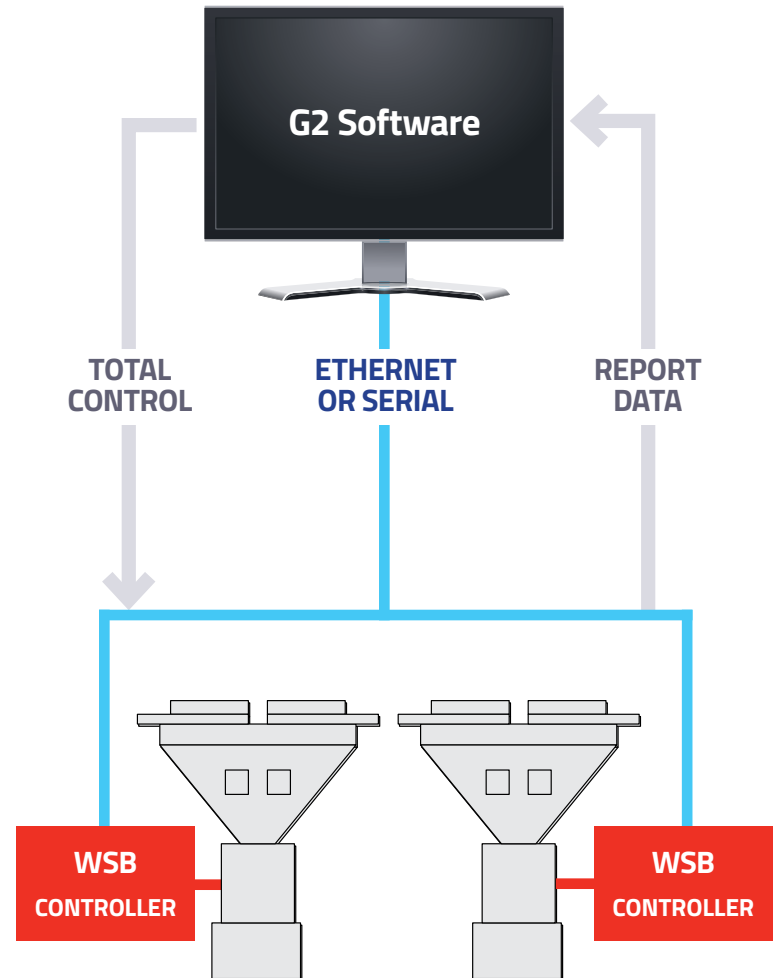 G2 Software
TOTAL
CONTROL
ETHERNET
OR SERIAL
REPORT
DATA
WSB
CONTROLLER
WSB
CONTROLLER